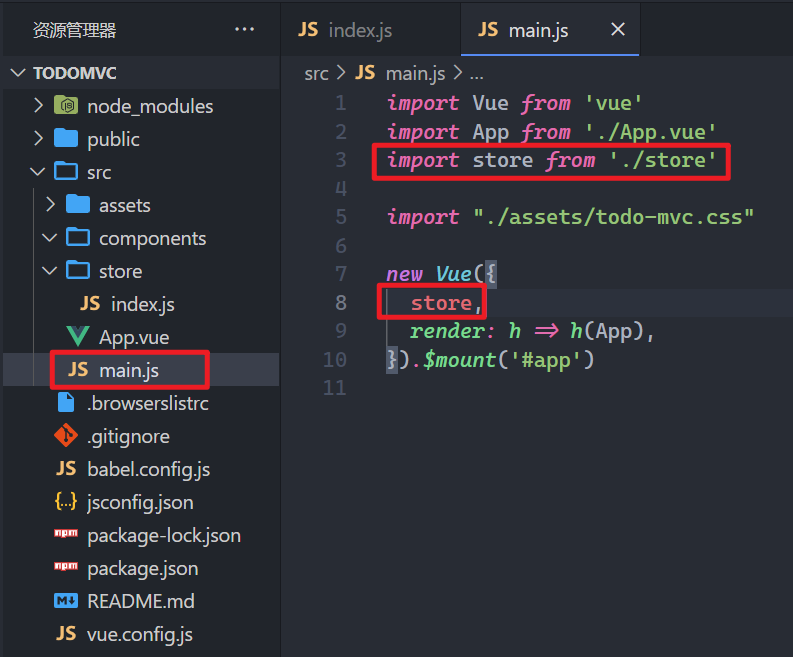 资源管理器 ...
TODOMVC
node_modules
public
src
assets
components
store
JS index.js
App.vue
JS main.js
.browserslistrc
.gitignore
JS babel.config.js
{..} jsconfig.json
npm package-lock.json
npm package.json
M↓ README.md
JS vue.config.js
JS index.js JS main.js ×
src > JS main.js > ...
1 import Vue from 'vue'
2 import App from './App.vue'
3 import store from './store'
4
5 import "./assets/todo-mvc.css"
6
7 new Vue({
8 store,
9 render: h => h(App),
10 }).$mount('#app')
11